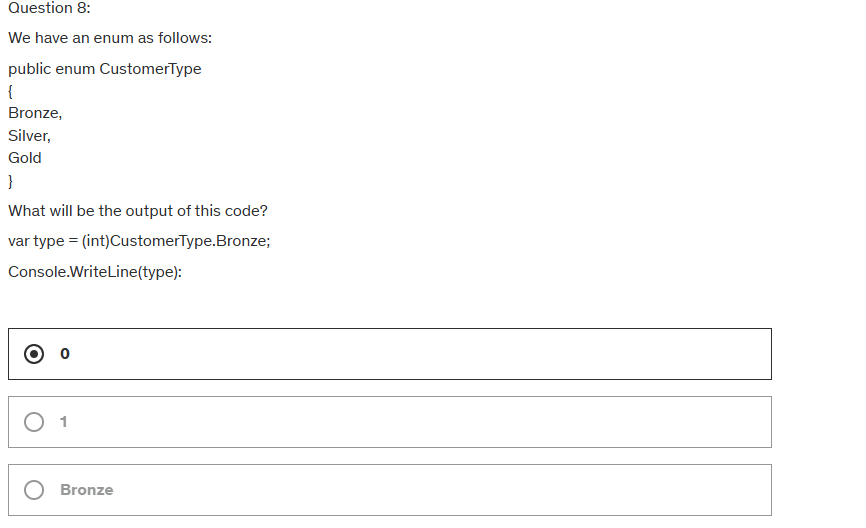 Question 8:
We have an enum as follows:
public enum CustomerType
{
Bronze,
Silver,
Gold
}
What will be the output of this code?
var type = (int)CustomerType.Bronze;
Console.WriteLine(type):
0
1
Bronze